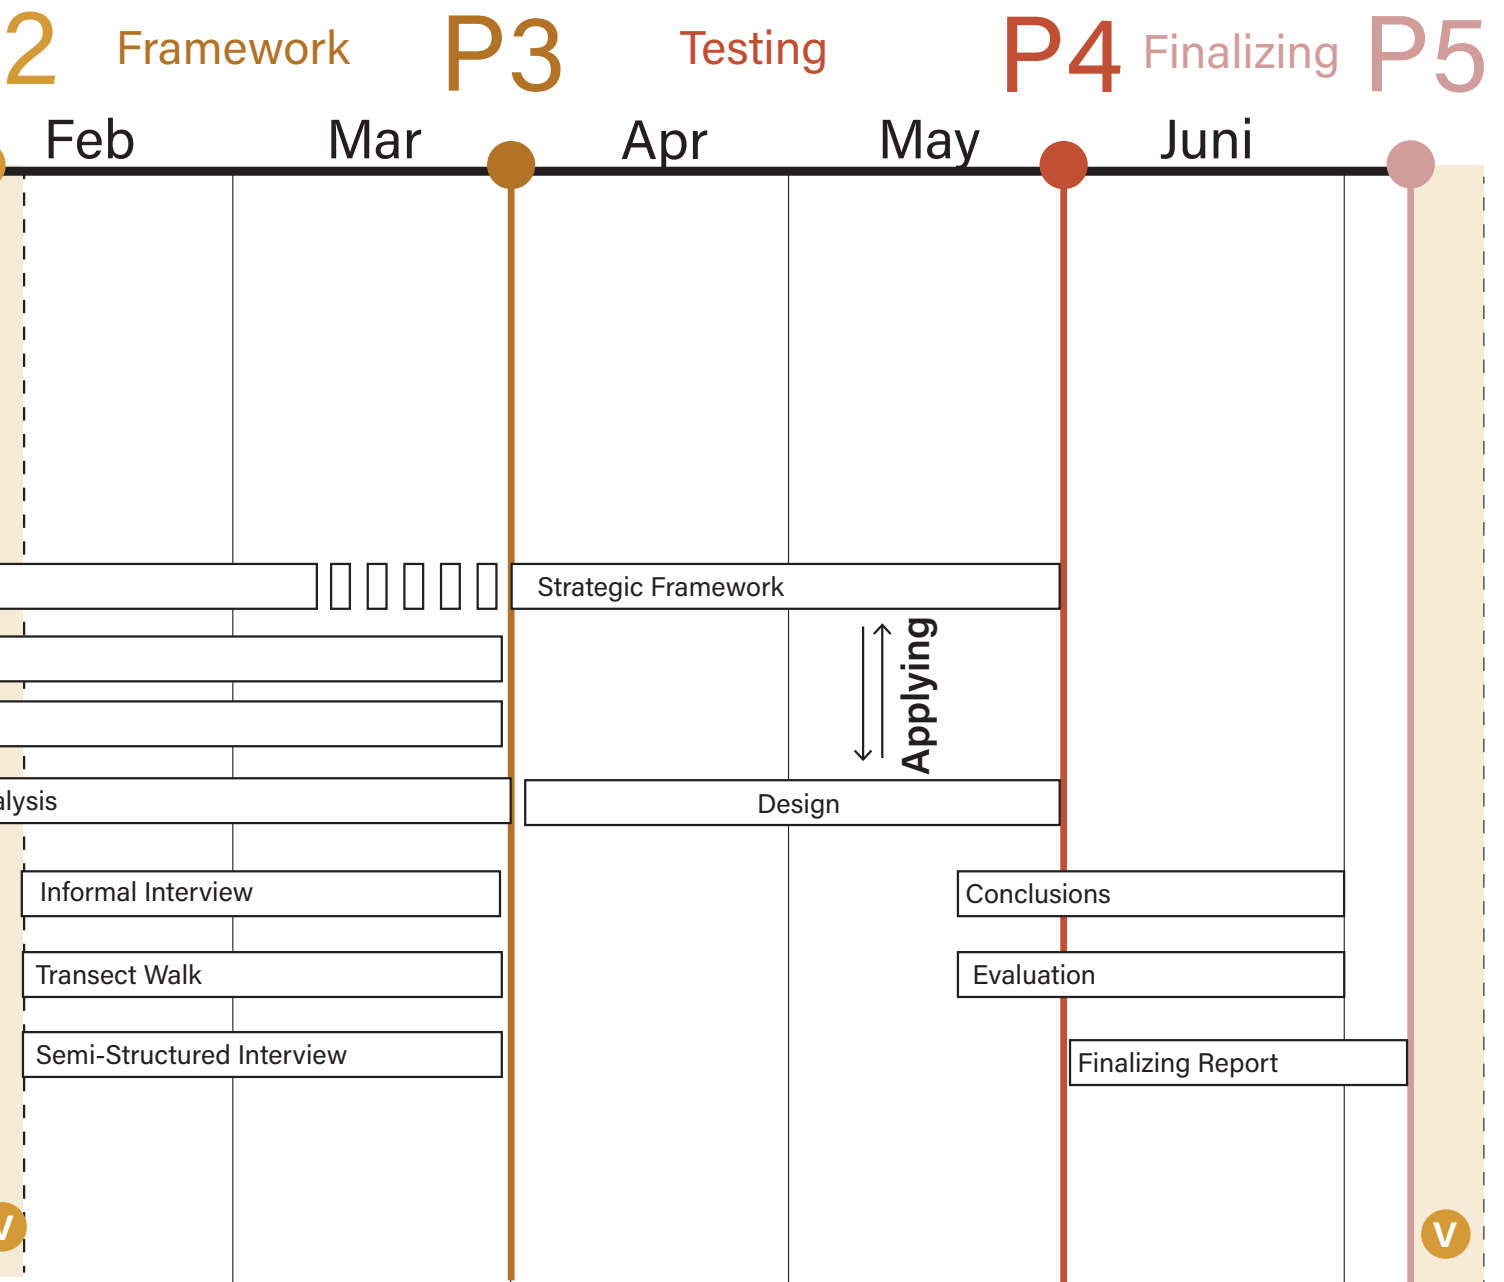 2 Framework P3 Testing P4 Finalizing P5
Feb Mar Apr May Juni
Strategic Framework
Applying
alysis
Design
Informal Interview
Conclusions
Transect Walk
Evaluation
Semi-Structured Interview
Finalizing Report
V
V